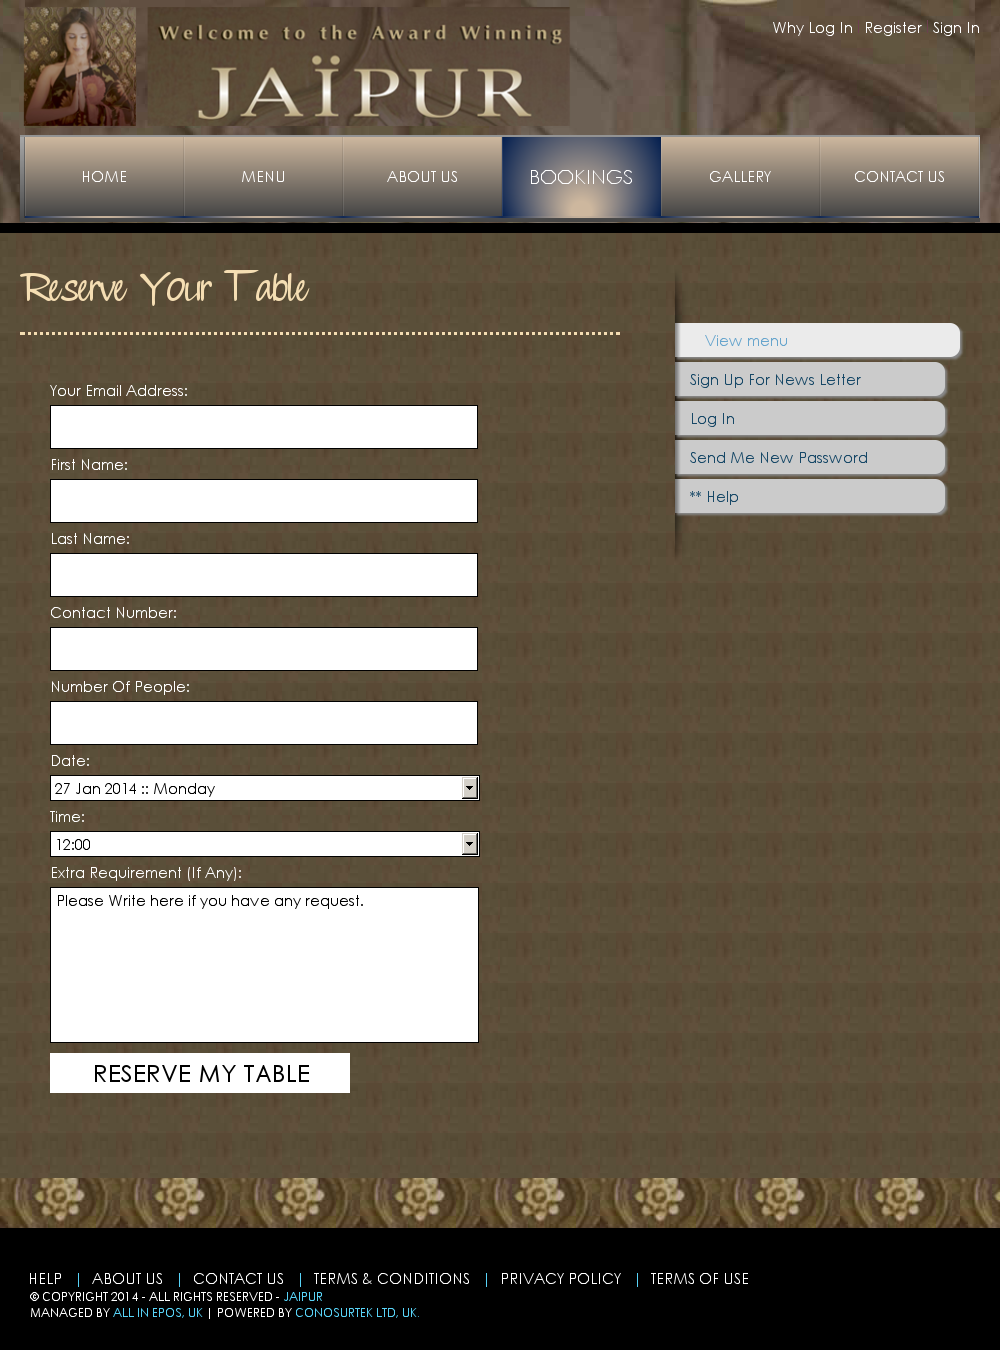 Welcome to the Award Winning
JAÏPUR
Why Log In Register Sign In
HOME MENU ABOUT US BOOKINGS GALLERY CONTACT US
Reserve Your Table
View menu
Sign Up For News Letter
Log In
Send Me New Password
** Help
Your Email Address:
First Name:
Last Name:
Contact Number:
Number Of People:
Date:
27 Jan 2014 :: Monday
Time:
12:00
Extra Requirement (If Any):
Please Write here if you have any request.
RESERVE MY TABLE
HELP | ABOUT US | CONTACT US | TERMS & CONDITIONS | PRIVACY POLICY | TERMS OF USE
© COPYRIGHT 2014 - ALL RIGHTS RESERVED - JAIPUR
MANAGED BY ALL IN EPOS, UK | POWERED BY CONOSURTEK LTD, UK.